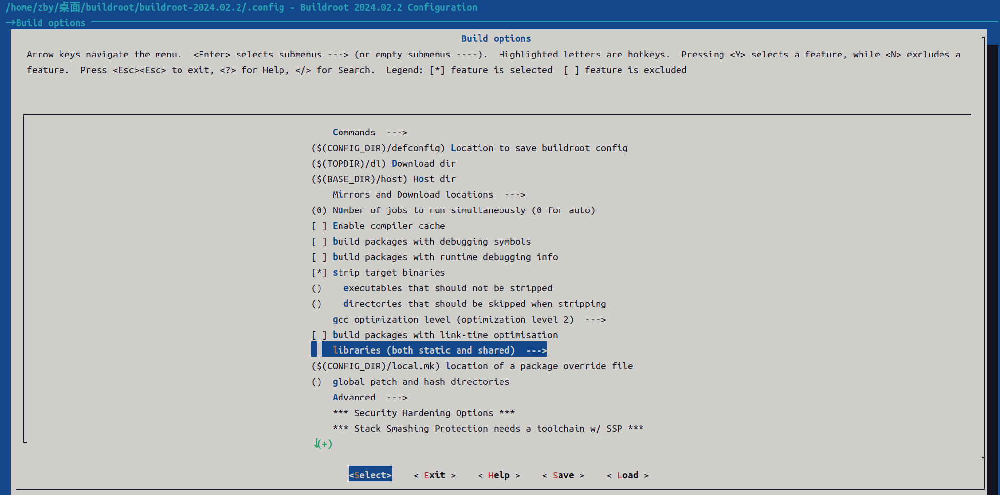 /home/zby/桌面/buildroot/buildroot-2024.02.2/.config - Buildroot 2024.02.2 Configuration
→Build options
Build options
Arrow keys navigate the menu.  <Enter> selects submenus ---> (or empty submenus ----).  Highlighted letters are hotkeys.  Pressing <Y> selects a feature, while <N> excludes a
feature.  Press <Esc><Esc> to exit, <?> for Help, </> for Search.  Legend: [*] feature is selected  [ ] feature is excluded
Commands  --->
($(CONFIG_DIR)/defconfig) Location to save buildroot config
($(TOPDIR)/dl) Download dir
($(BASE_DIR)/host) Host dir
Mirrors and Download locations  --->
(0) Number of jobs to run simultaneously (0 for auto)
[ ] Enable compiler cache
[ ] build packages with debugging symbols
[ ] build packages with runtime debugging info
[*] strip target binaries
()    executables that should not be stripped
()    directories that should be skipped when stripping
gcc optimization level (optimization level 2)  --->
[ ] build packages with link-time optimisation
libraries (both static and shared)  --->
($(CONFIG_DIR)/local.mk) location of a package override file
()  global patch and hash directories
Advanced  --->
*** Security Hardening Options ***
*** Stack Smashing Protection needs a toolchain w/ SSP ***
↓(+)
<Select>    < Exit >    < Help >    < Save >    < Load >